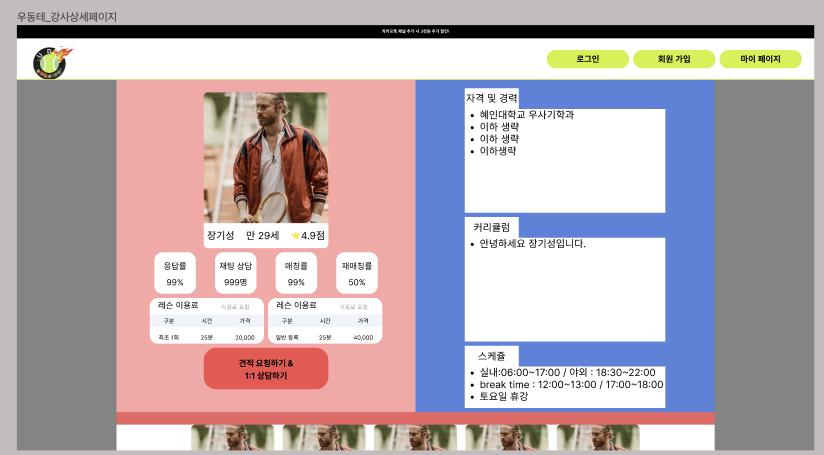 우동테_강사상세페이지
카카오톡 채널 추가 시 3천원 추가 할인!
로그인 회원 가입 마이 페이지
장기성 만 29세 ⭐4.9점
응답률 채팅 상담 매칭률 재매칭률
99% 999명 99% 50%
레슨 이용료 이용료 포함 레슨 이용료 이용료 포함
구분 시간 가격 구분 시간 가격
최초 1회 25분 20,000 일반 등록 25분 40,000
견적 요청하기 &
1:1 상담하기
자격 및 경력
• 혜인대학교 우사기학과
• 이하 생략
• 이하 생략
• 이하생략
커리큘럼
• 안녕하세요 장기성입니다.
스케쥴
• 실내:06:00~17:00 / 야외 : 18:30~22:00
• break time : 12:00~13:00 / 17:00~18:00
• 토요일 휴강